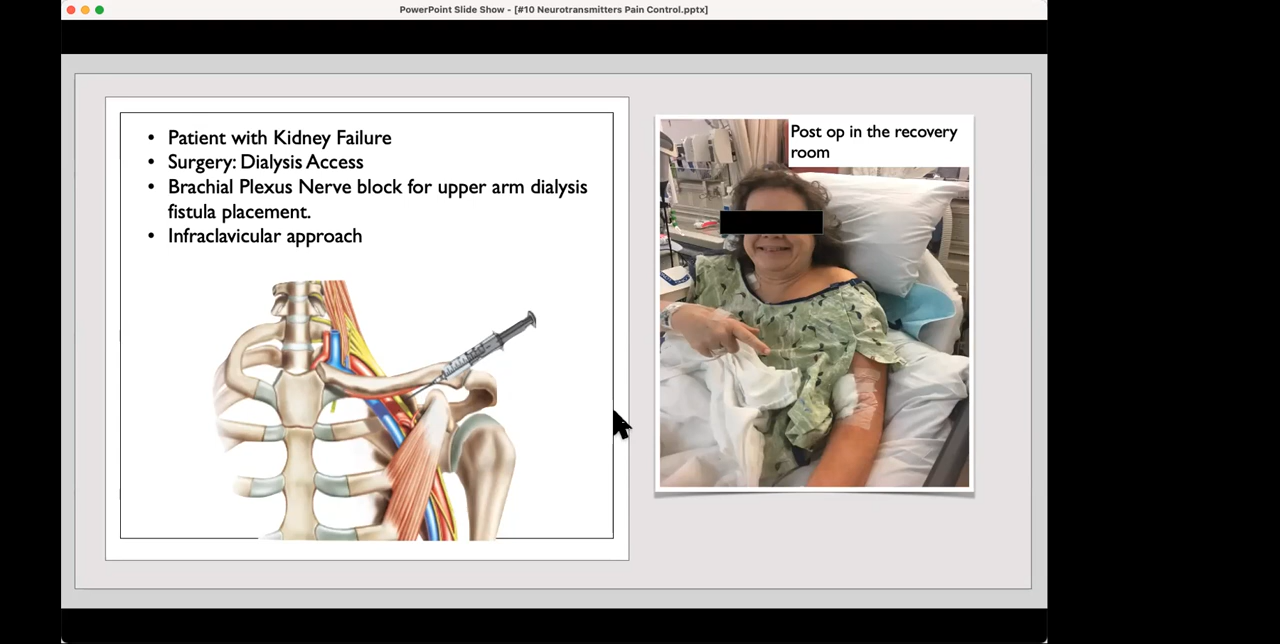 PowerPoint Slide Show - [#10 Neurotransmitters Pain Control.pptx]
• Patient with Kidney Failure
• Surgery: Dialysis Access
• Brachial Plexus Nerve block for upper arm dialysis
fistula placement.
• Infraclavicular approach
Post op in the recovery
room